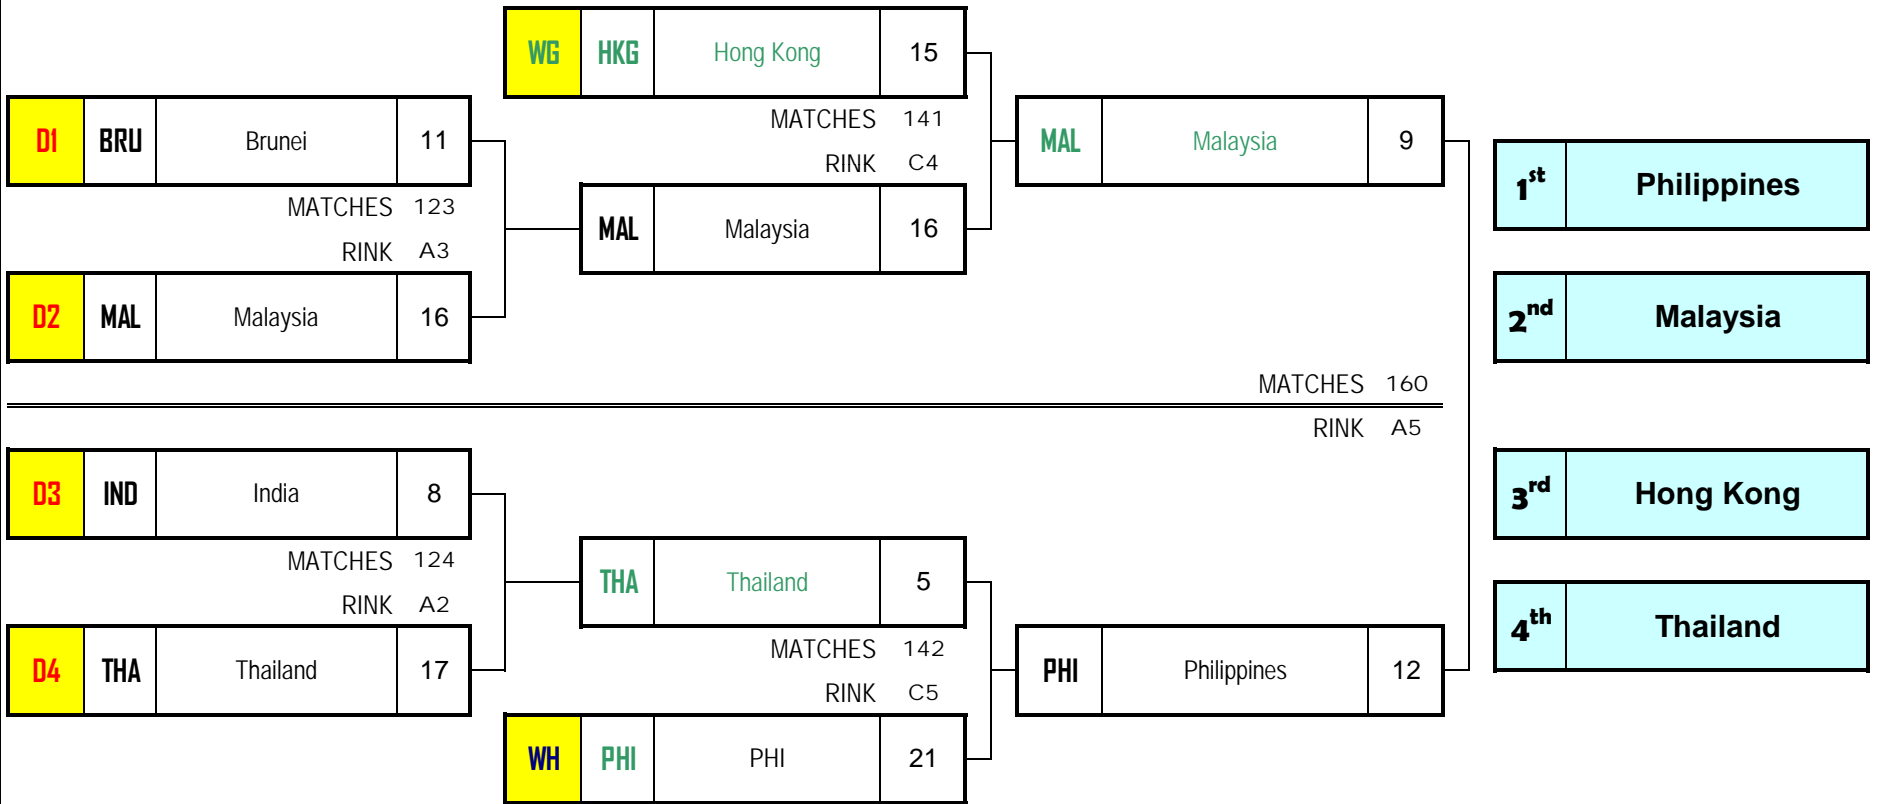 WG HKG Hong Kong 15
MATCHES 141
RINK C4
D1 BRU Brunei 11
MATCHES 123
RINK A3
MAL Malaysia 9
1st Philippines
MAL Malaysia 16
D2 MAL Malaysia 16
2nd Malaysia
MATCHES 160
RINK A5
D3 IND India 8
MATCHES 124
RINK A2
3rd Hong Kong
THA Thailand 5
MATCHES 142
RINK C5
D4 THA Thailand 17
PHI Philippines 12
4th Thailand
WH PHI PHI 21